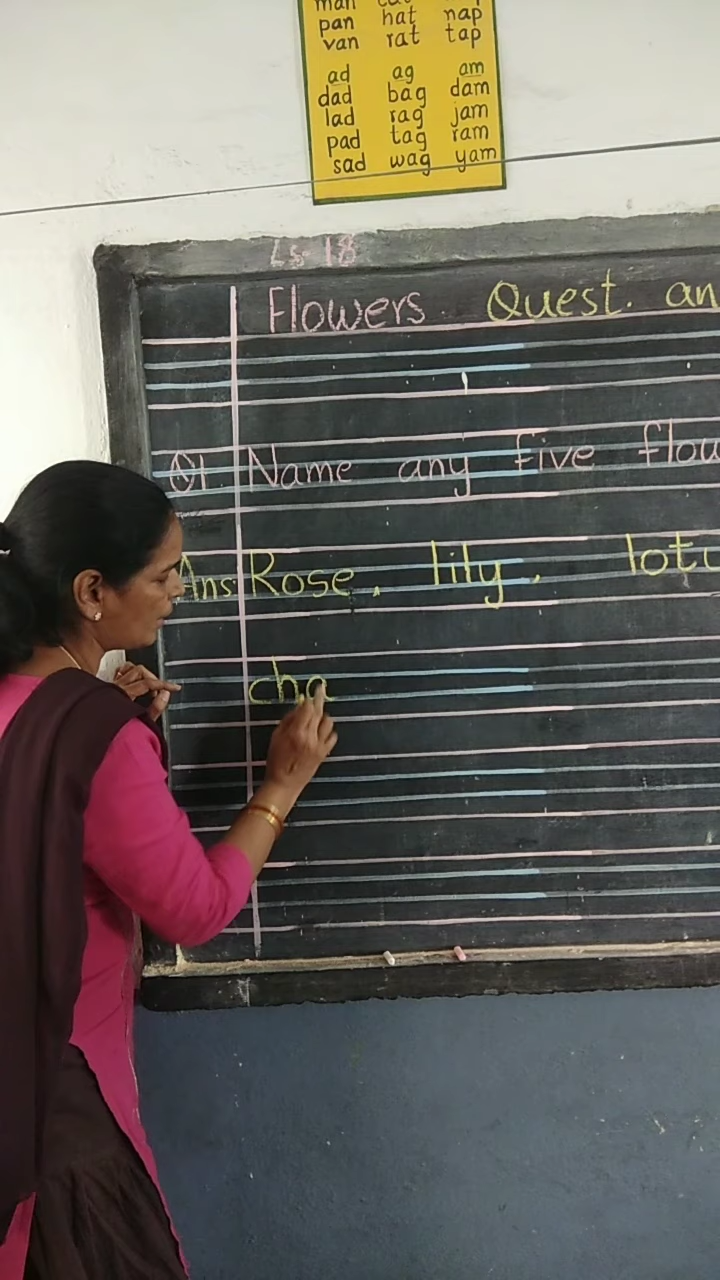 pan hat nap
van rat tap
ad ag am
dad bag dam
lad rag jam
pad tag ram
sad wag yam
Ls-18
Flowers. Quest. an
Q1. Name any five flow
Ans Rose, lily, lotu
cha